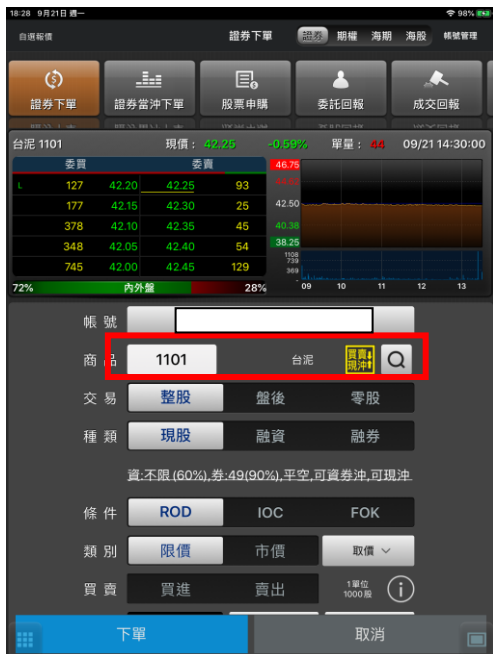 18:28 9月21日 週一 98%
自選報價 證券下單 證券 期權 海期 海股 帳號管理
證券下單 證券當沖下單 股票申購 委託回報 成交回報
台泥 1101 現價： 42.25 -0.59% 單量： 44 09/21 14:30:00
委買 委賣 46.75
L 127 42.20 42.25 93
177 42.15 42.30 25 42.50
378 42.10 42.35 45 40.38
348 42.05 42.40 54 38.25
745 42.00 42.45 129 1108
739
369
72% 內外盤 28% 09 10 11 12 13
帳 號
商 品 1101 台泥 買賣現沖
交 易 整股 盤後 零股
種 類 現股 融資 融券
資:不限 (60%),券:49(90%),平空,可資券沖,可現沖
條 件 ROD IOC FOK
類 別 限價 市價 取價
買 賣 買進 賣出 1單位
1000股
下單 取消